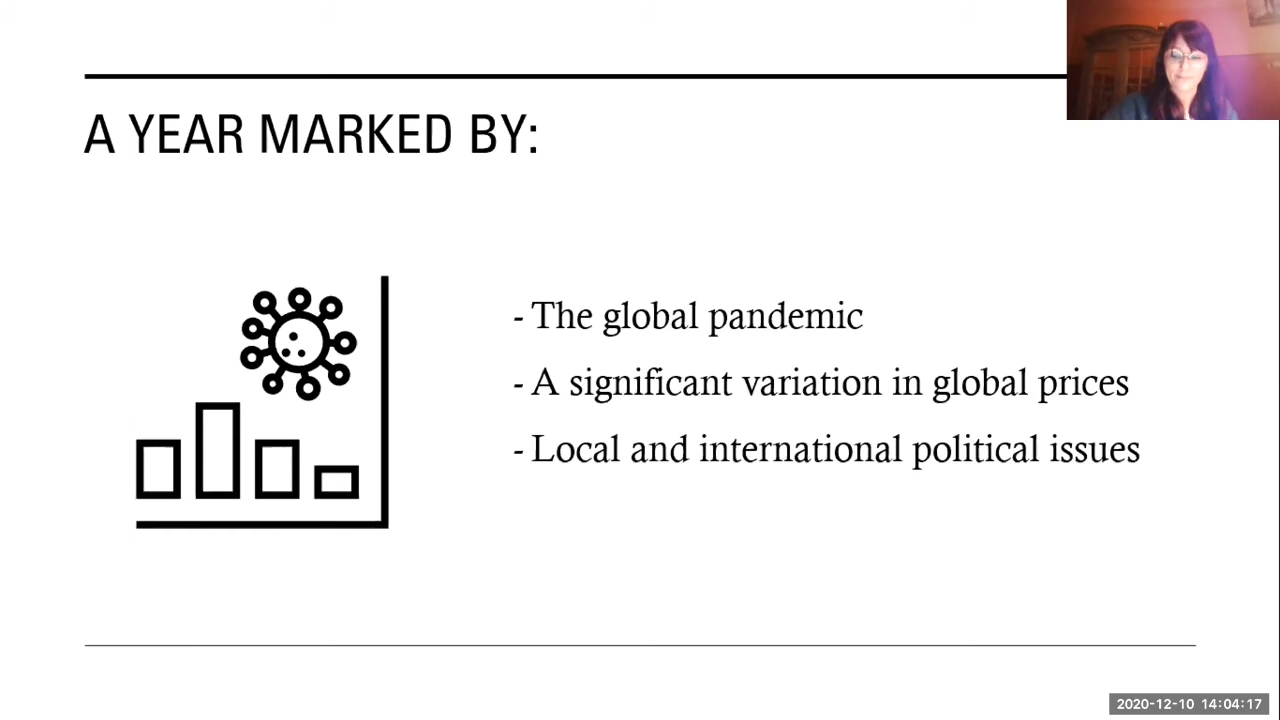 A YEAR MARKED BY:
- The global pandemic
- A significant variation in global prices
- Local and international political issues
2020-12-10 14:04:17